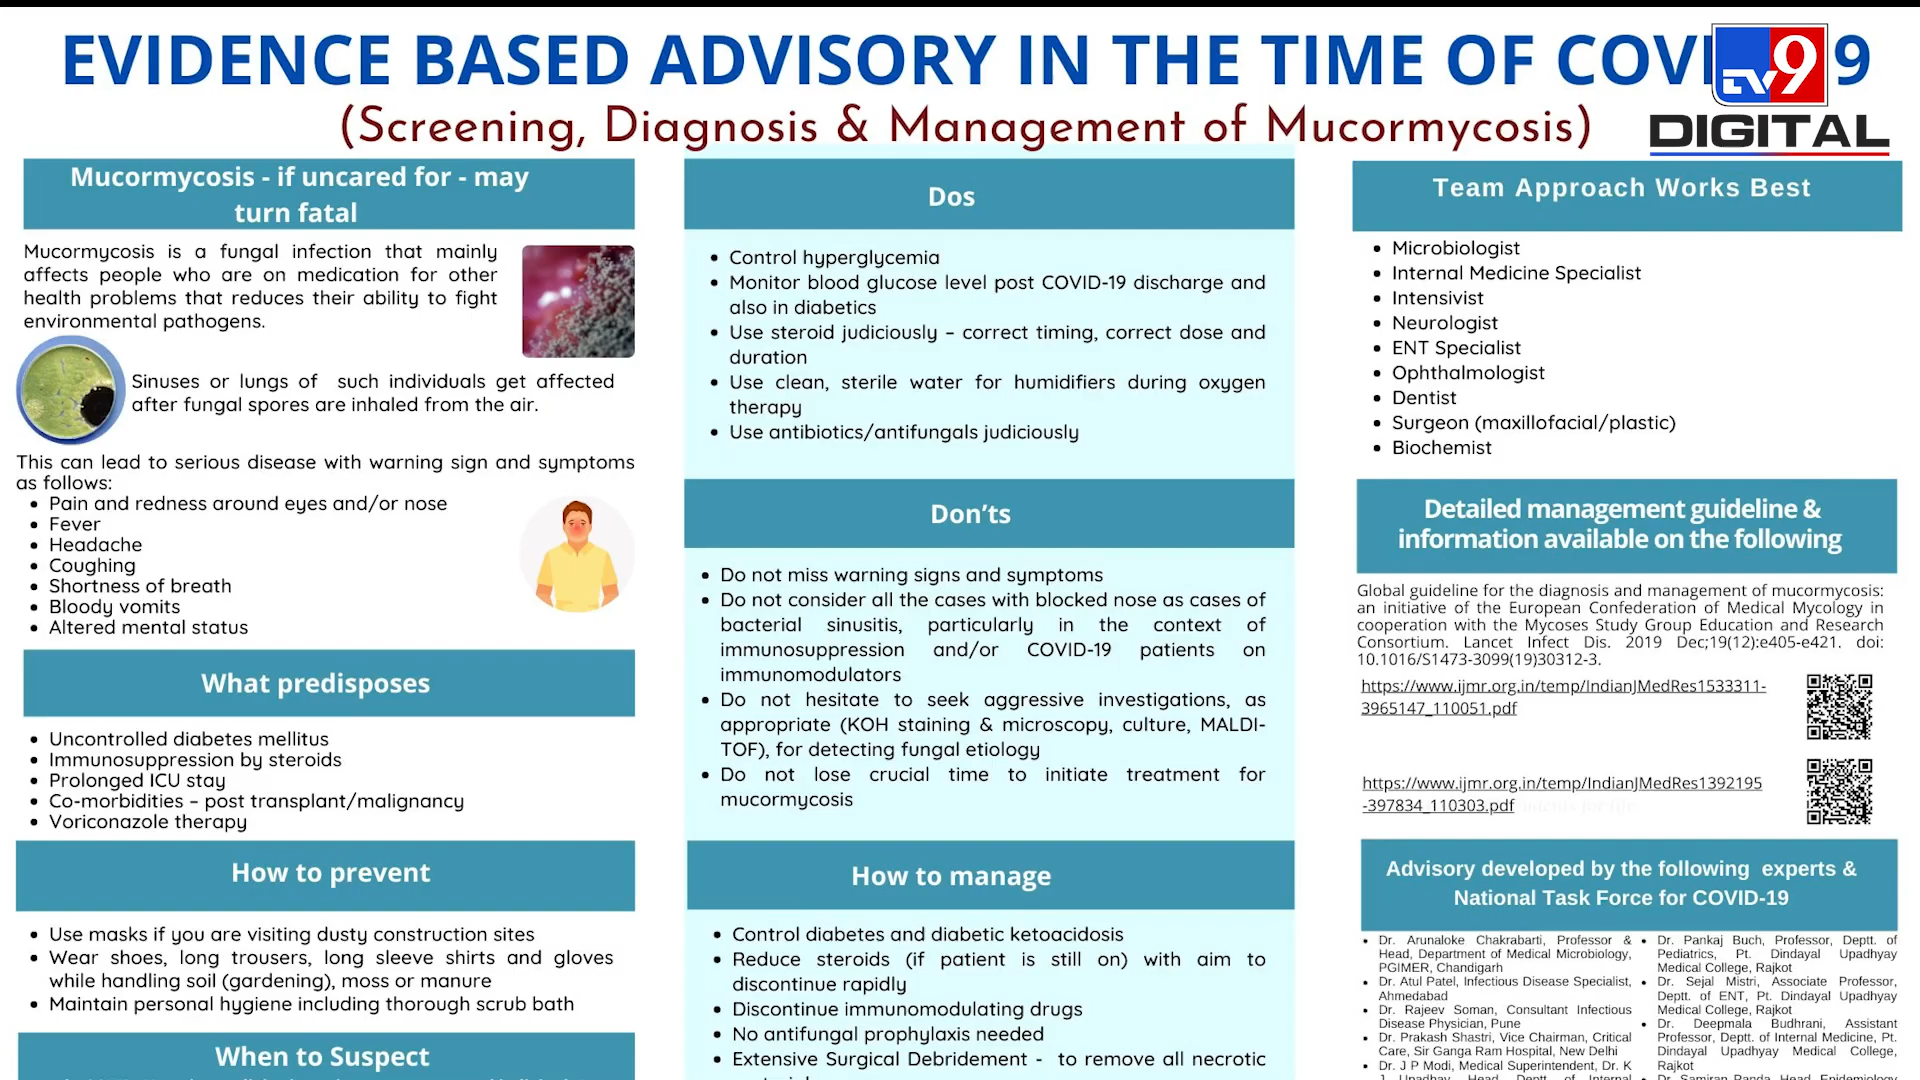 EVIDENCE BASED ADVISORY IN THE TIME OF COVI 9
TV9
DIGITAL
(Screening, Diagnosis & Management of Mucormycosis)
Mucormycosis - if uncared for - may
turn fatal
Mucormycosis is a fungal infection that mainly
affects people who are on medication for other
health problems that reduces their ability to fight
environmental pathogens.
Sinuses or lungs of such individuals get affected
after fungal spores are inhaled from the air.
This can lead to serious disease with warning sign and symptoms
as follows:
• Pain and redness around eyes and/or nose
• Fever
• Headache
• Coughing
• Shortness of breath
• Bloody vomits
• Altered mental status
What predisposes
• Uncontrolled diabetes mellitus
• Immunosuppression by steroids
• Prolonged ICU stay
• Co-morbidities – post transplant/malignancy
• Voriconazole therapy
How to prevent
• Use masks if you are visiting dusty construction sites
• Wear shoes, long trousers, long sleeve shirts and gloves
while handling soil (gardening), moss or manure
• Maintain personal hygiene including thorough scrub bath
When to Suspect
Dos
• Control hyperglycemia
• Monitor blood glucose level post COVID-19 discharge and
also in diabetics
• Use steroid judiciously – correct timing, correct dose and
duration
• Use clean, sterile water for humidifiers during oxygen
therapy
• Use antibiotics/antifungals judiciously
Don’ts
• Do not miss warning signs and symptoms
• Do not consider all the cases with blocked nose as cases of
bacterial sinusitis, particularly in the context of
immunosuppression and/or COVID-19 patients on
immunomodulators
• Do not hesitate to seek aggressive investigations, as
appropriate (KOH staining & microscopy, culture, MALDI-
TOF), for detecting fungal etiology
• Do not lose crucial time to initiate treatment for
mucormycosis
How to manage
• Control diabetes and diabetic ketoacidosis
• Reduce steroids (if patient is still on) with aim to
discontinue rapidly
• Discontinue immunomodulating drugs
• No antifungal prophylaxis needed
• Extensive Surgical Debridement - to remove all necrotic
Team Approach Works Best
• Microbiologist
• Internal Medicine Specialist
• Intensivist
• Neurologist
• ENT Specialist
• Ophthalmologist
• Dentist
• Surgeon (maxillofacial/plastic)
• Biochemist
Detailed management guideline &
information available on the following
Global guideline for the diagnosis and management of mucormycosis:
an initiative of the European Confederation of Medical Mycology in
cooperation with the Mycoses Study Group Education and Research
Consortium. Lancet Infect Dis. 2019 Dec;19(12):e405-e421. doi:
10.1016/S1473-3099(19)30312-3.
https://www.ijmr.org.in/temp/IndianJMedRes1533311-
3965147_110051.pdf
https://www.ijmr.org.in/temp/IndianJMedRes1392195
-397834_110303.pdf
Advisory developed by the following experts &
National Task Force for COVID-19
• Dr. Arunaloke Chakrabarti, Professor &
Head, Department of Medical Microbiology,
PGIMER, Chandigarh
• Dr. Atul Patel, Infectious Disease Specialist,
Ahmedabad
• Dr. Rajeev Soman, Consultant Infectious
Disease Physician, Pune
• Dr. Prakash Shastri, Vice Chairman, Critical
Care, Sir Ganga Ram Hospital, New Delhi
• Dr. J P Modi, Medical Superintendent, Dr. K
J Upadhay Head Deptt. of Internal
• Dr. Pankaj Buch, Professor, Deptt. of
Pediatrics, Pt. Dindayal Upadhyay
Medical College, Rajkot
• Dr. Sejal Mistri, Associate Professor,
Deptt. of ENT, Pt. Dindayal Upadhyay
Medical College, Rajkot
• Dr. Deepmala Budhrani, Assistant
Professor, Deptt. of Internal Medicine, Pt.
Dindayal Upadhyay Medical College,
Rajkot
Dr. Samiran Panda, Head, Epidemiology